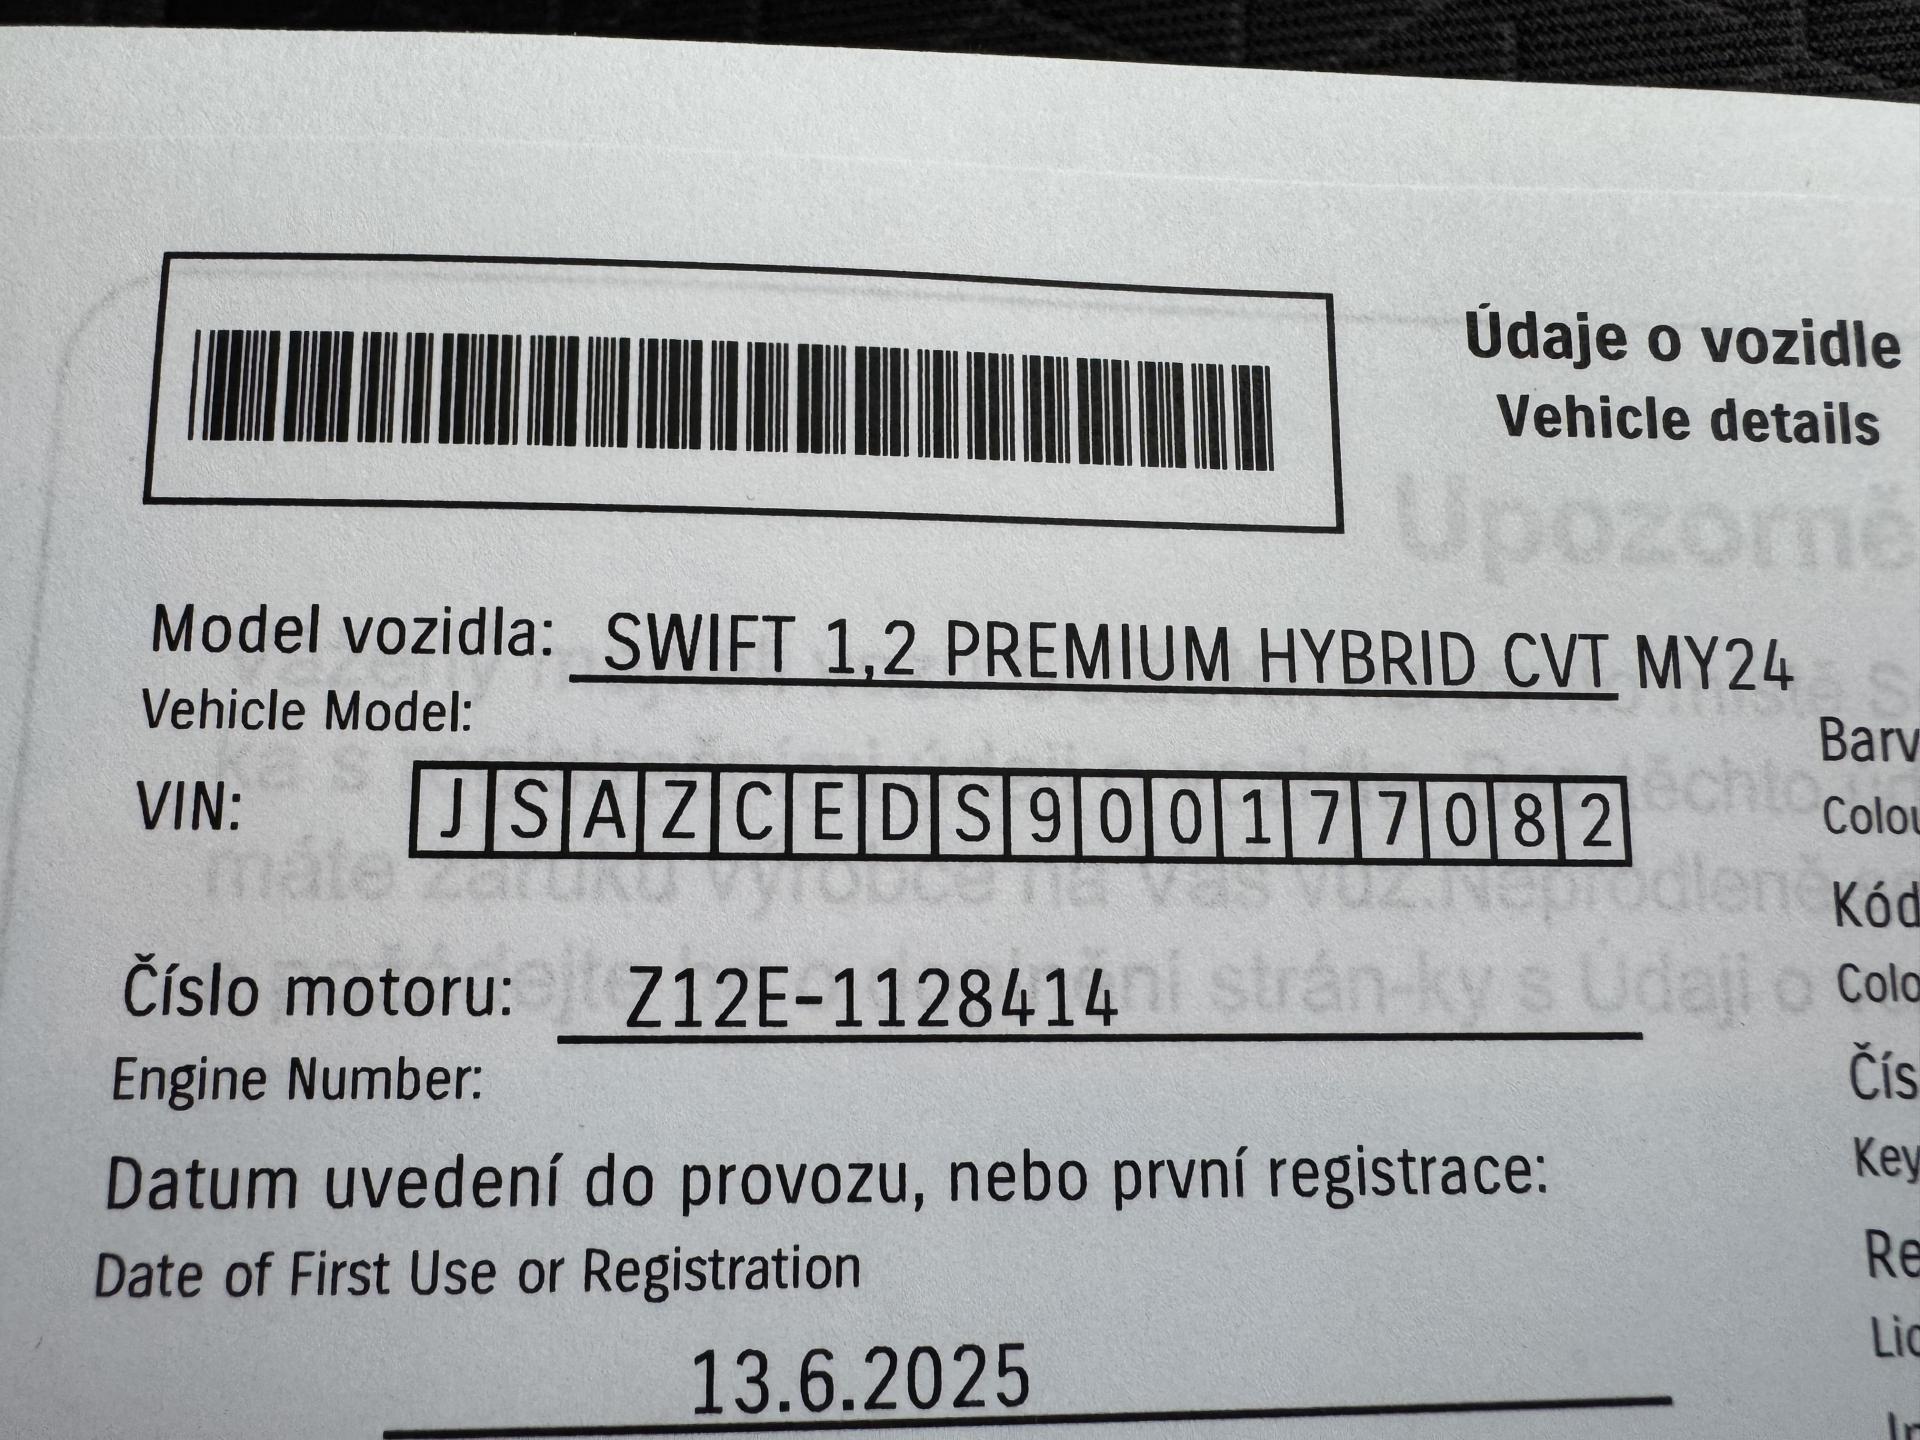 Údaje o vozidle
Vehicle details
Upozorně
Model vozidla: SWIFT 1,2 PREMIUM HYBRID CVT MY24
Vehicle Model:
Barv
VIN: JSAZCEDS900177082
Colou
Kód
Číslo motoru: Z12E-1128414
Colo
Engine Number:
Čís
Key
Datum uvedení do provozu, nebo první registrace:
Date of First Use or Registration
Re
Lic
13.6.2025